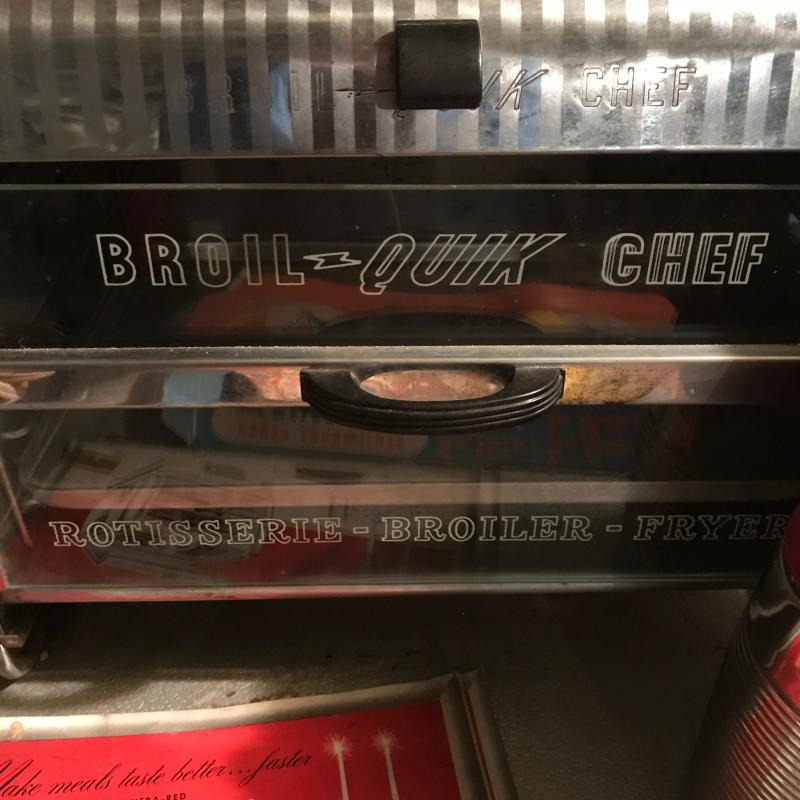 BROIL-QUIK CHEF
BROIL-QUIK CHEF
ROTISSERIE - BROILER - FRYER
Make meals taste better... faster